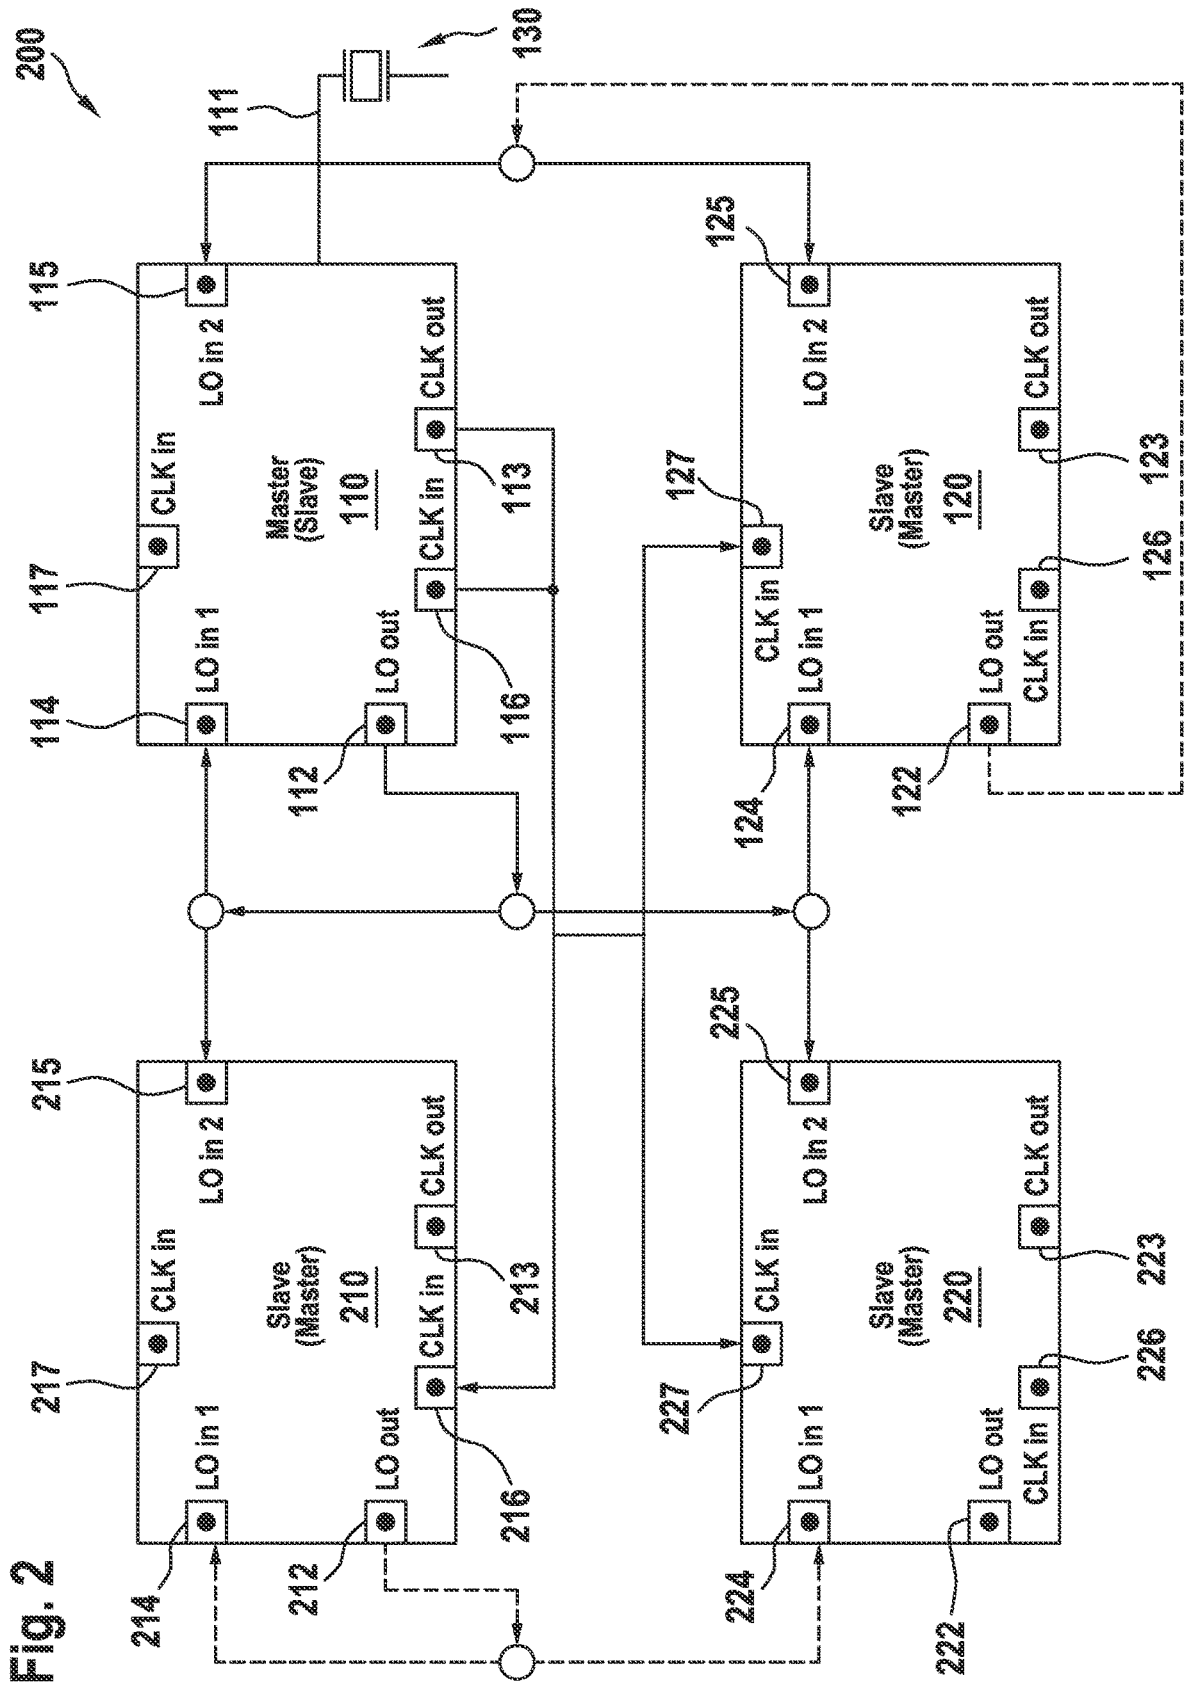 Fig. 2
200
214
LO in 1
217
CLK in
215
LO in 2
Slave
(Master)
210
212
LO out
216
CLK in
213
CLK out
114
LO in 1
117
CLK in
115
LO in 2
111
130
Master
(Slave)
110
112
LO out
116
CLK in
113
CLK out
224
LO in 1
227
CLK in
225
LO in 2
Slave
(Master)
220
222
LO out
CLK in
226
223
CLK out
124
LO in 1
CLK in
127
125
LO in 2
Slave
(Master)
120
122
LO out
CLK in
126
123
CLK out